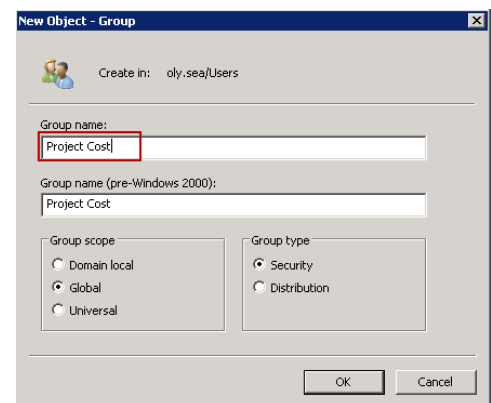 New Object - Group
Create in: oly.sea/Users
Group name:
Project Cost
Group name (pre-Windows 2000):
Project Cost
Group scope
Domain local
Global
Universal
Group type
Security
Distribution
OK
Cancel